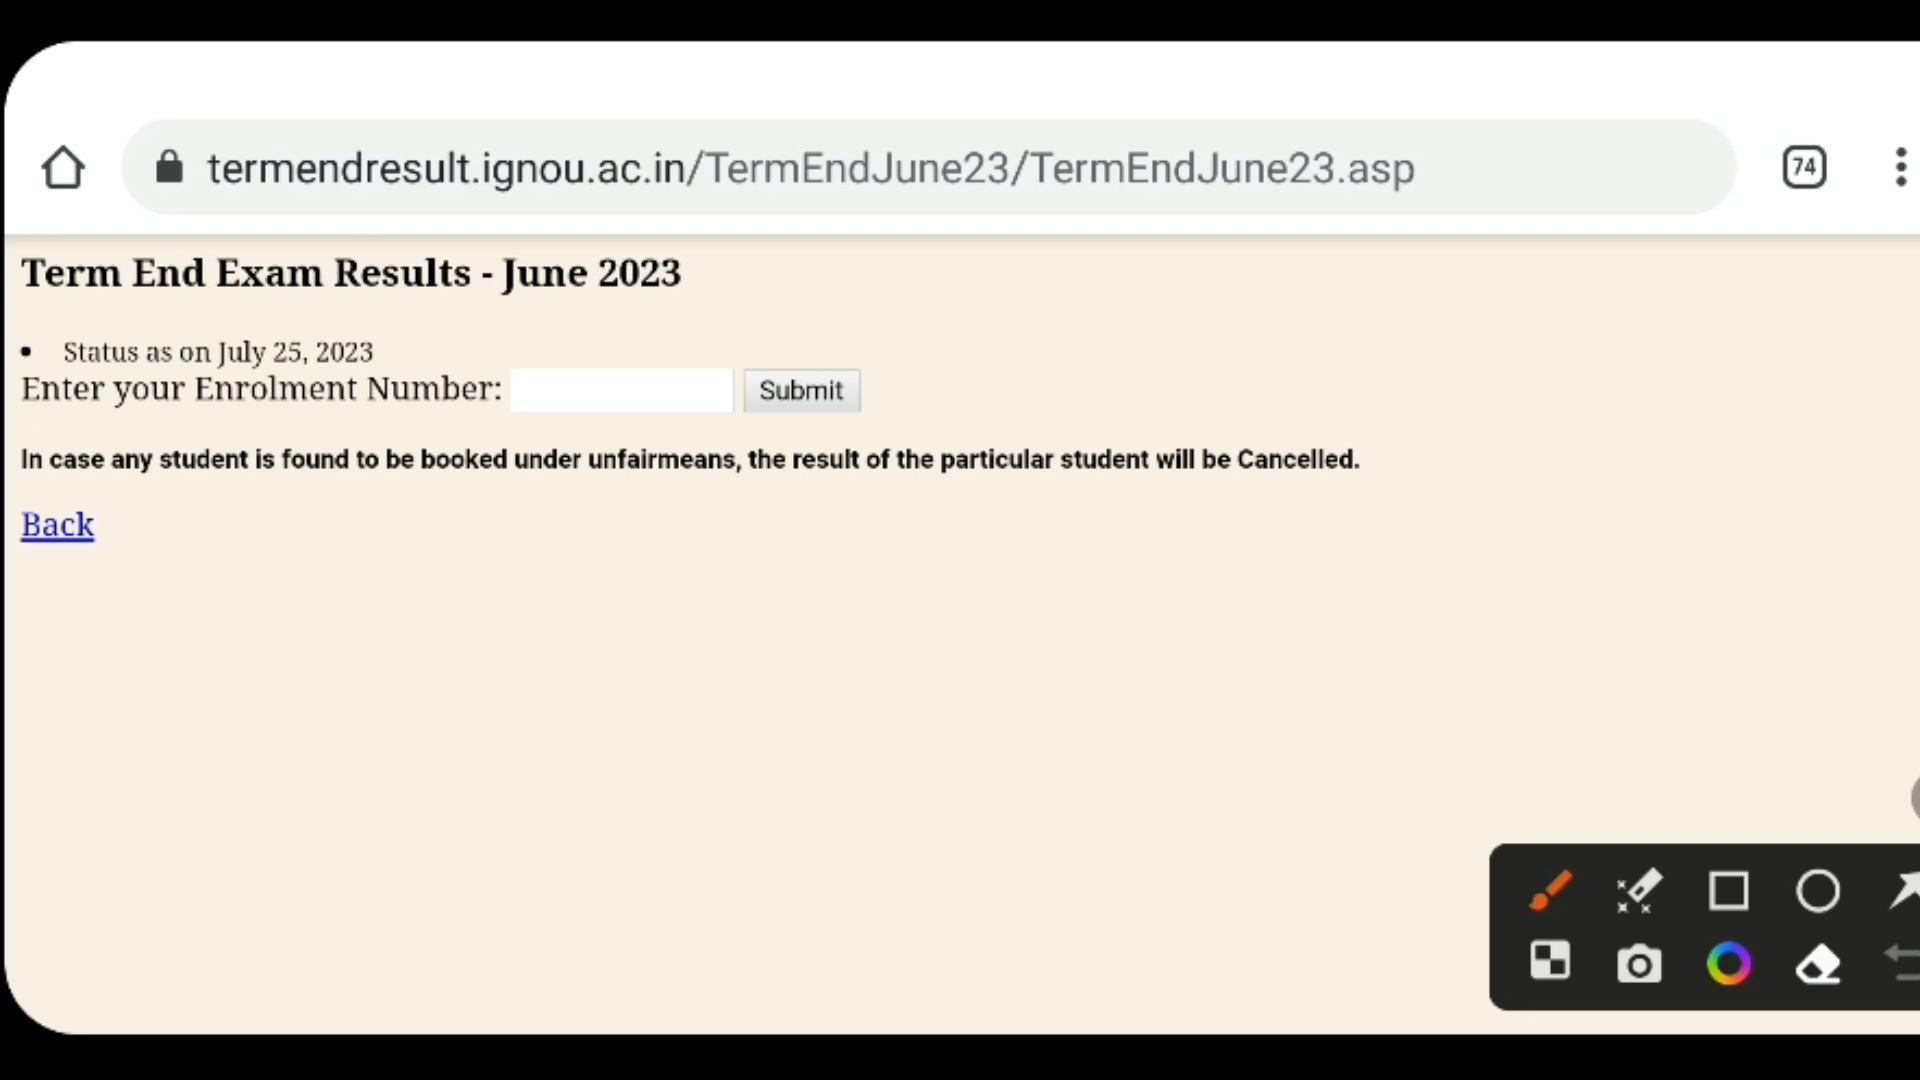 termendresult.ignou.ac.in/TermEndJune23/TermEndJune23.asp
74
Term End Exam Results - June 2023
• Status as on July 25, 2023
Enter your Enrolment Number: Submit
In case any student is found to be booked under unfairmeans, the result of the particular student will be Cancelled.
Back